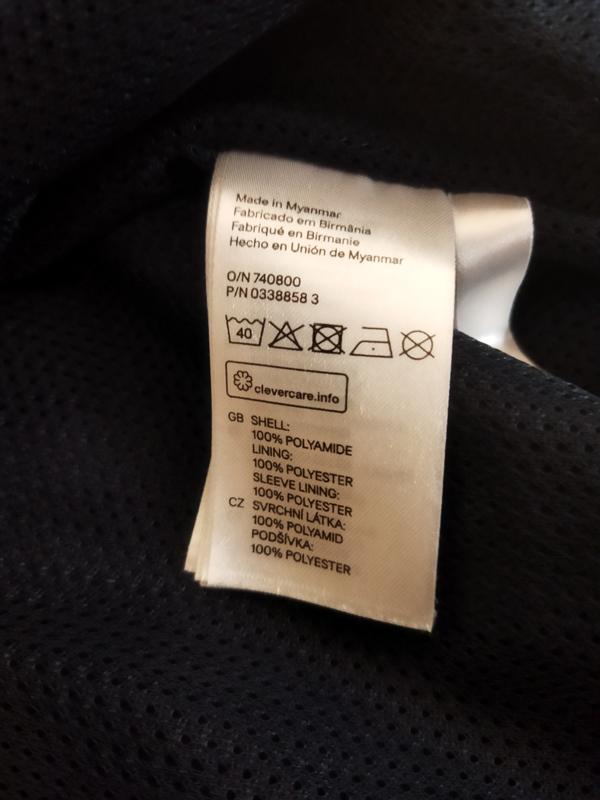 Made in Myanmar
Fabricado em Birmânia
Fabriqué en Birmanie
Hecho en Unión de Myanmar
O/N 740800
P/N 0338858 3
40
clevercare.info
GB SHELL:
100% POLYAMIDE
LINING:
100% POLYESTER
SLEEVE LINING:
100% POLYESTER
CZ SVRCHNÍ LÁTKA:
100% POLYAMID
PODŠÍVKA:
100% POLYESTER